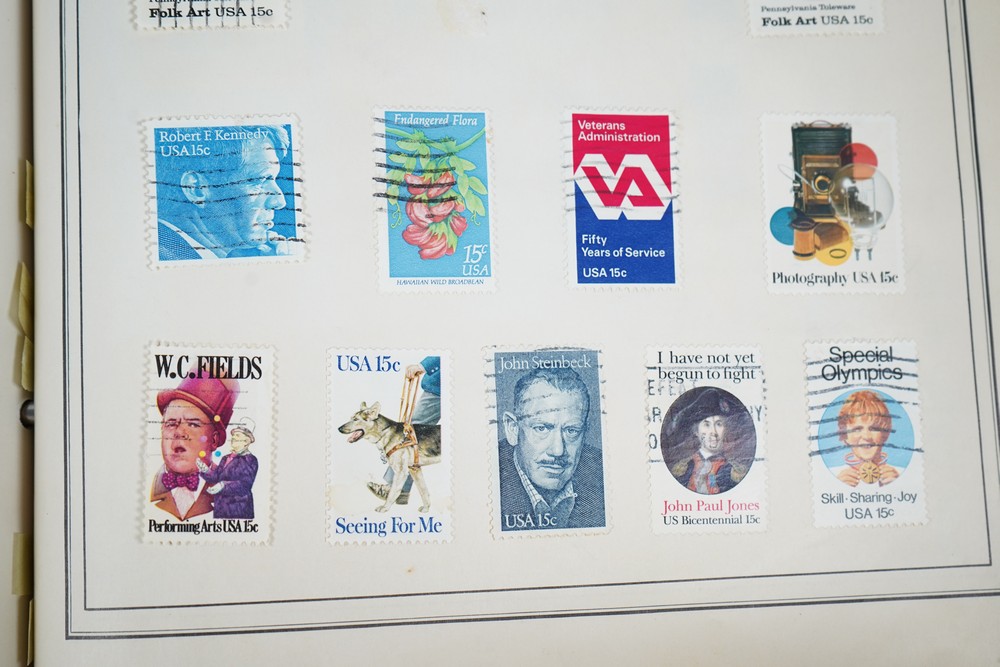 Folk Art USA 15c
Pennsylvania Toleware
Folk Art USA 15c
Robert F. Kennedy
USA 15c
Endangered Flora
15c
USA
HAWAIIAN WILD BROADBEAN
Veterans
Administration
VA
Fifty
Years of Service
USA 15c
Photography USA 15c
W.C. FIELDS
Performing Arts USA 15c
USA 15c
Seeing For Me
John Steinbeck
USA 15c
I have not yet
begun to fight
John Paul Jones
US Bicentennial 15c
Special
Olympics
Skill·Sharing·Joy
USA 15c